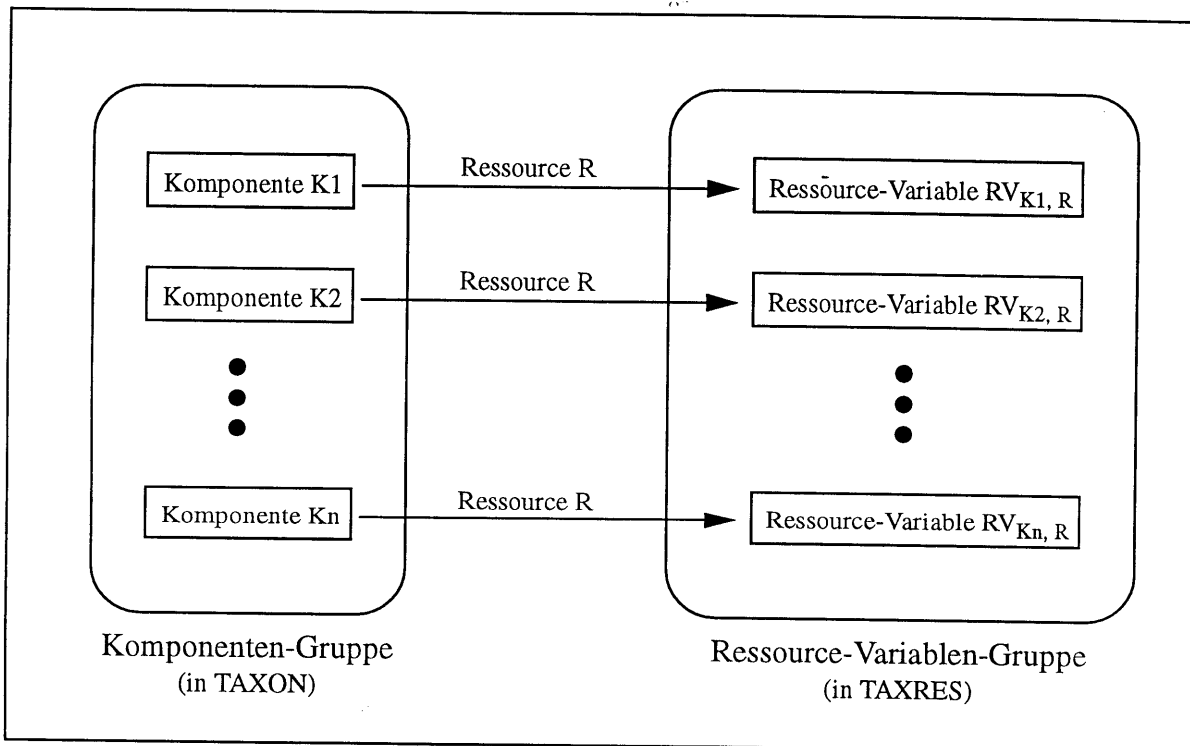 Komponente K1
Ressource R
Ressource-Variable RV_K1, R
Komponente K2
Ressource R
Ressource-Variable RV_K2, R
Komponente Kn
Ressource R
Ressource-Variable RV_Kn, R
Komponenten-Gruppe
(in TAXON)
Ressource-Variablen-Gruppe
(in TAXRES)